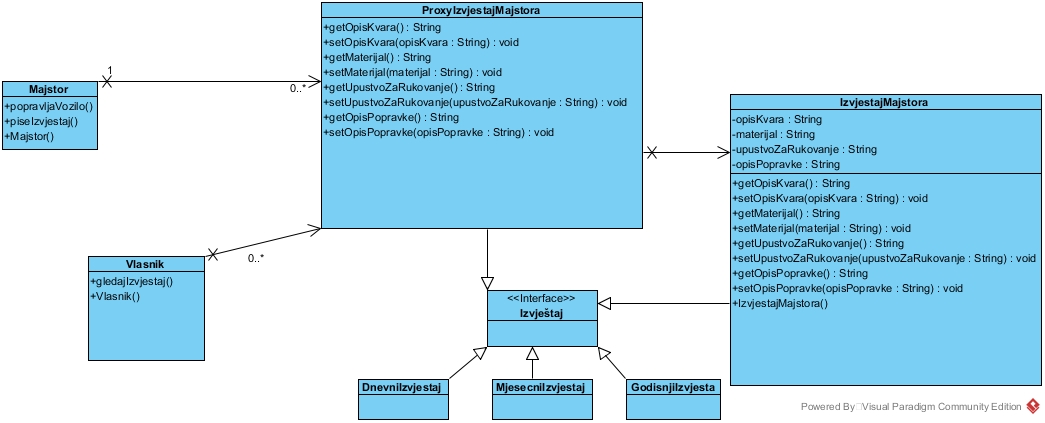 ProxyIzvjestajMajstora
+getOpisKvara() : String
+setOpisKvara(opisKvara : String) : void
+getMaterijal() : String
+setMaterijal(materijal : String) : void
+getUpustvoZaRukovanje() : String
+setUpustvoZaRukovanje(upustvoZaRukovanje : String) : void
+getOpisPopravke() : String
+setOpisPopravke(opisPopravke : String) : void
1
0..*
Majstor
+popravljaVozilo()
+piseIzvjestaj()
+Majstor()
IzvjestajMajstora
-opisKvara : String
-materijal : String
-upustvoZaRukovanje : String
-opisPopravke : String
+getOpisKvara() : String
+setOpisKvara(opisKvara : String) : void
+getMaterijal() : String
+setMaterijal(materijal : String) : void
+getUpustvoZaRukovanje() : String
+setUpustvoZaRukovanje(upustvoZaRukovanje : String) : void
+getOpisPopravke() : String
+setOpisPopravke(opisPopravke : String) : void
+IzvjestajMajstora()
Vlasnik
+gledajIzvjestaj()
+Vlasnik()
0..*
<<Interface>>
Izvještaj
DnevniIzvjestaj
MjesecniIzvjestaj
GodisnjiIzvjesta
Powered By Visual Paradigm Community Edition